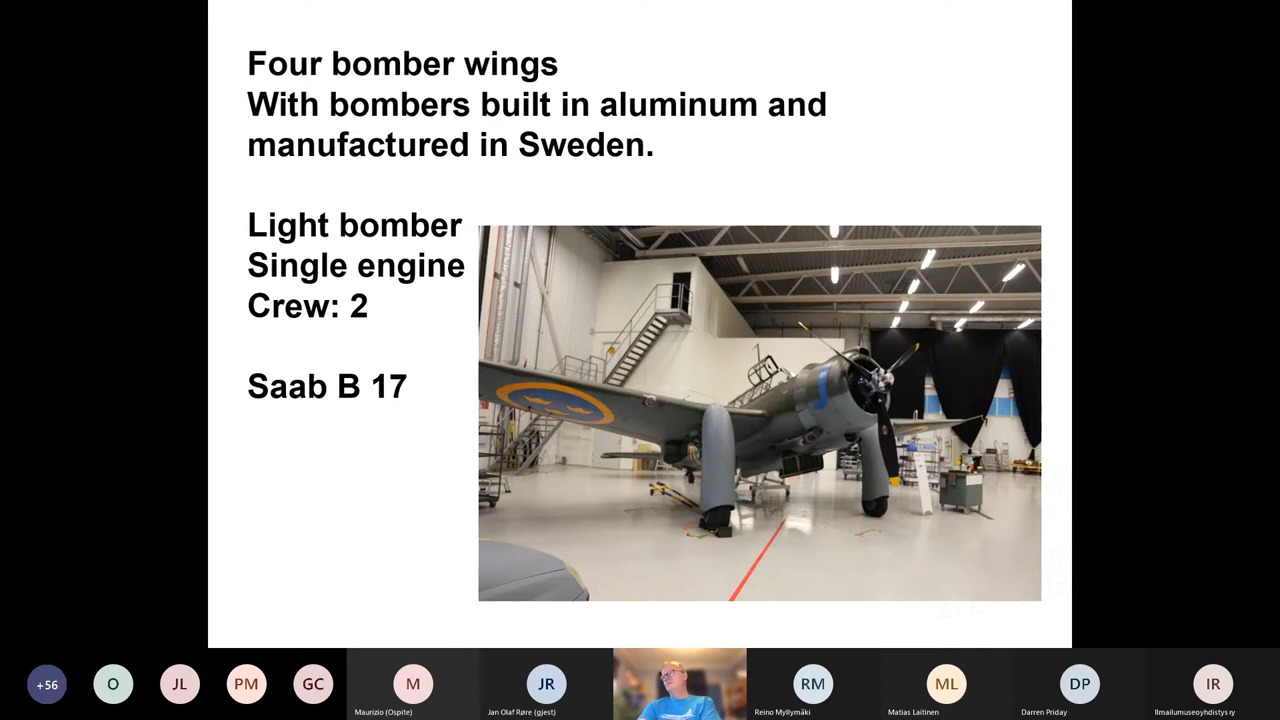 Four bomber wings
With bombers built in aluminum and
manufactured in Sweden.
Light bomber
Single engine
Crew: 2
Saab B 17
+56
O
JL
PM
GC
M
JR
RM
ML
DP
IR
Maurizio (Ospite)
Jan Olaf Røre (gjest)
Reino Myllymäki
Matias Laitinen
Darren Priday
Ilmailumuseoyhdistys ry